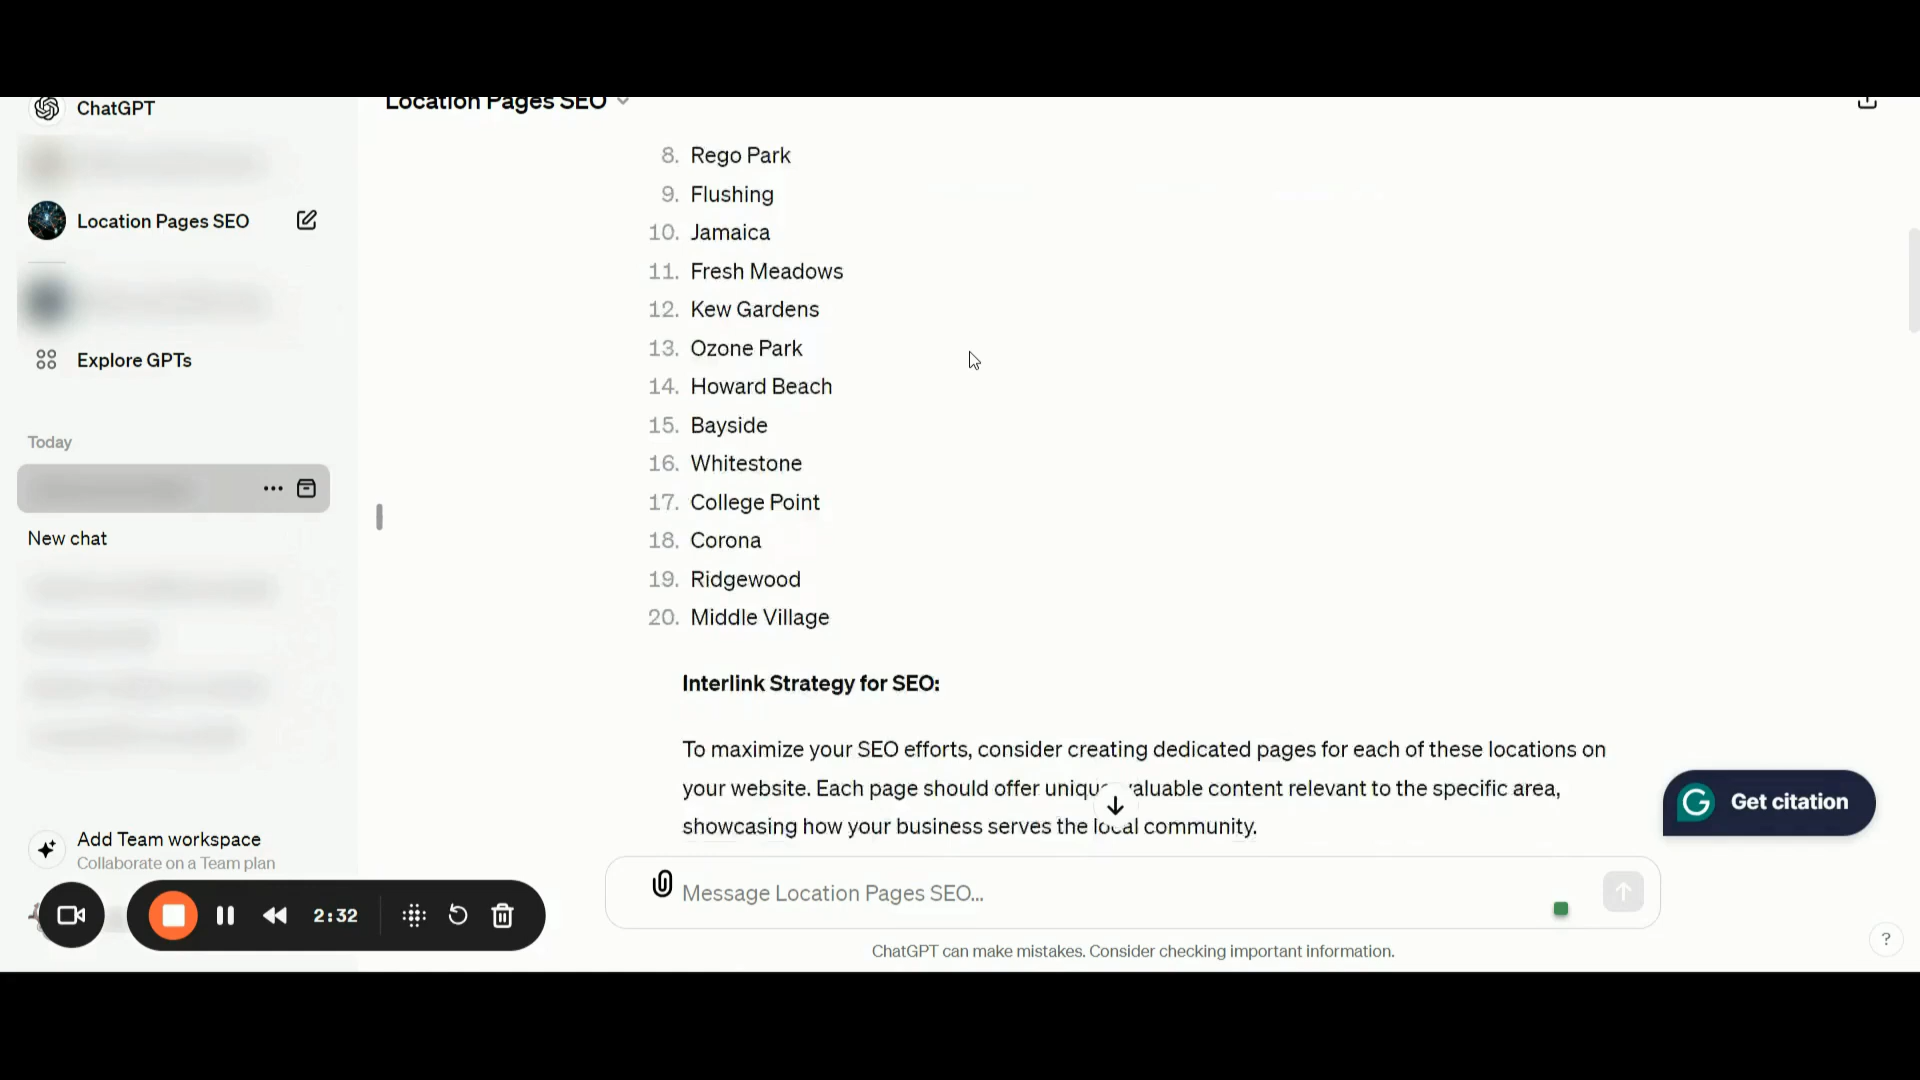 ChatGPT
Location Pages SEO
Explore GPTs
Today
New chat
Add Team workspace
Collaborate on a Team plan
2:32
Location Pages SEO
8. Rego Park
9. Flushing
10. Jamaica
11. Fresh Meadows
12. Kew Gardens
13. Ozone Park
14. Howard Beach
15. Bayside
16. Whitestone
17. College Point
18. Corona
19. Ridgewood
20. Middle Village
Interlink Strategy for SEO:
To maximize your SEO efforts, consider creating dedicated pages for each of these locations on
your website. Each page should offer unique valuable content relevant to the specific area,
showcasing how your business serves the local community.
Get citation
Message Location Pages SEO...
ChatGPT can make mistakes. Consider checking important information.
?